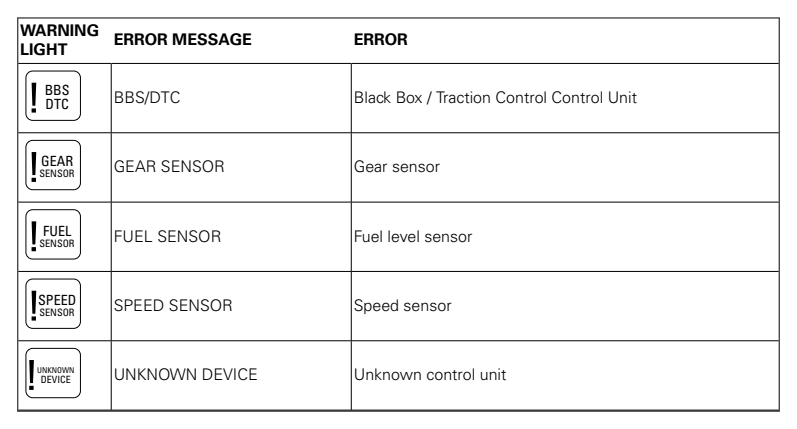 WARNING LIGHT ERROR MESSAGE ERROR
! BBS DTC BBS/DTC Black Box / Traction Control Control Unit
! GEAR SENSOR GEAR SENSOR Gear sensor
! FUEL SENSOR FUEL SENSOR Fuel level sensor
! SPEED SENSOR SPEED SENSOR Speed sensor
! UNKNOWN DEVICE UNKNOWN DEVICE Unknown control unit